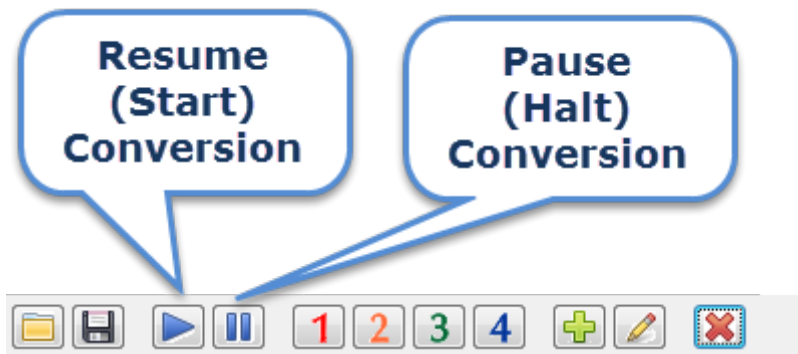 Resume
(Start)
Conversion
Pause
(Halt)
Conversion
1 2 3 4